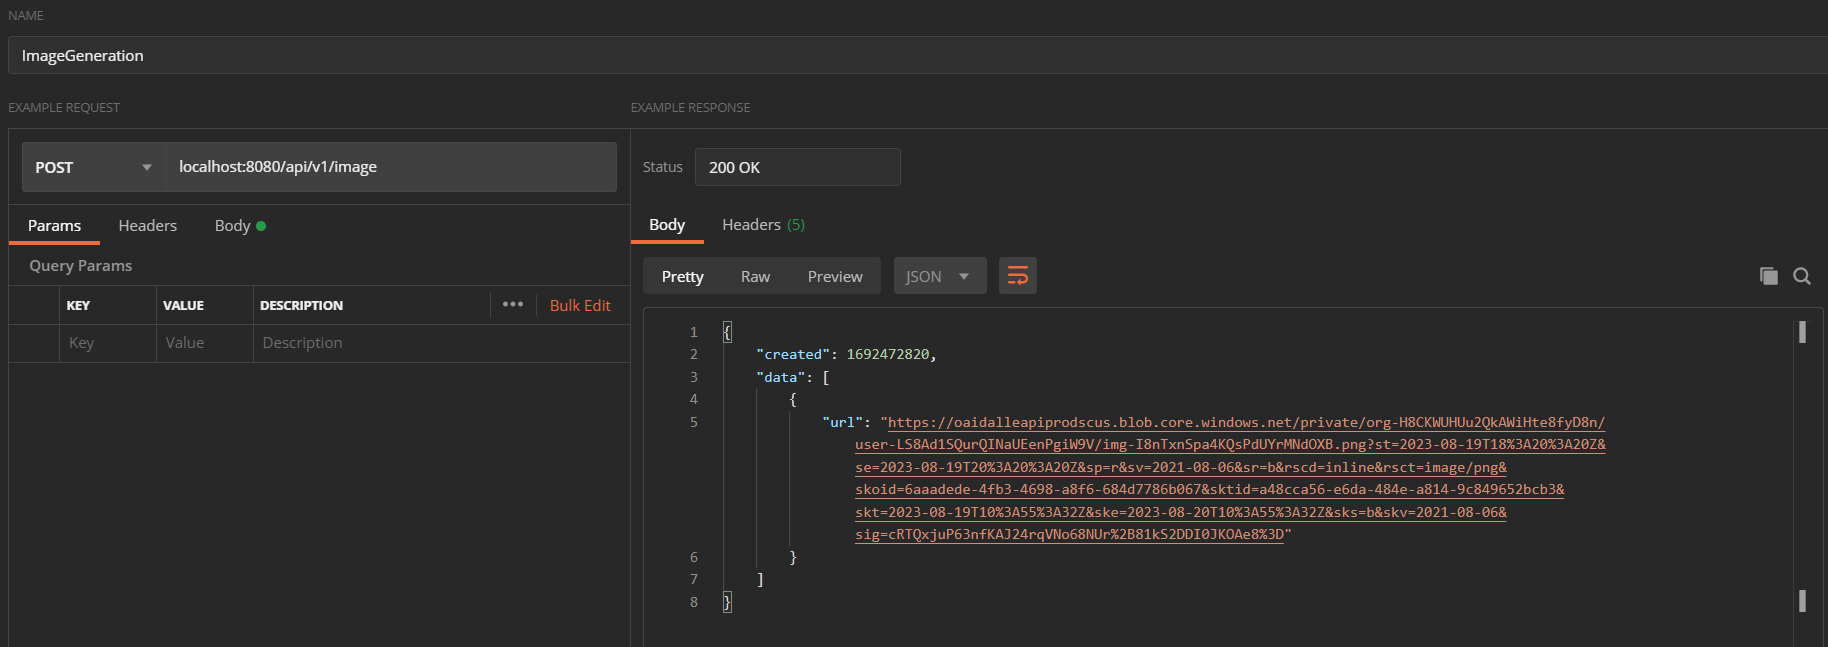 NAME
ImageGeneration
EXAMPLE REQUEST
EXAMPLE RESPONSE
POST
localhost:8080/api/v1/image
Params Headers Body
Query Params
KEY VALUE DESCRIPTION ••• Bulk Edit
Key Value Description
Status 200 OK
Body Headers (5)
Pretty Raw Preview JSON
1 {
2 "created": 1692472820,
3 "data": [
4 {
5 "url": "https://oaidalleapiprodscus.blob.core.windows.net/private/org-H8CKWUHUu2QkAWiHte8fyD8n/
user-LS8Ad1SQurQINaUEenPgiW9V/img-I8nTxnSpa4KQsPdUYrMNdOXB.png?st=2023-08-19T18%3A20%3A20Z&
se=2023-08-19T20%3A20%3A20Z&sp=r&sv=2021-08-06&sr=b&rscd=inline&rsct=image/png&
skoid=6aaadede-4fb3-4698-a8f6-684d7786b067&sktid=a48cca56-e6da-484e-a814-9c849652bcb3&
skt=2023-08-19T10%3A55%3A32Z&ske=2023-08-20T10%3A55%3A32Z&sks=b&skv=2021-08-06&
sig=cRTQxjuP63nfKAJ24rqVNo68NUr%2B81kS2DDI0JKOAe8%3D"
6 }
7 ]
8 }